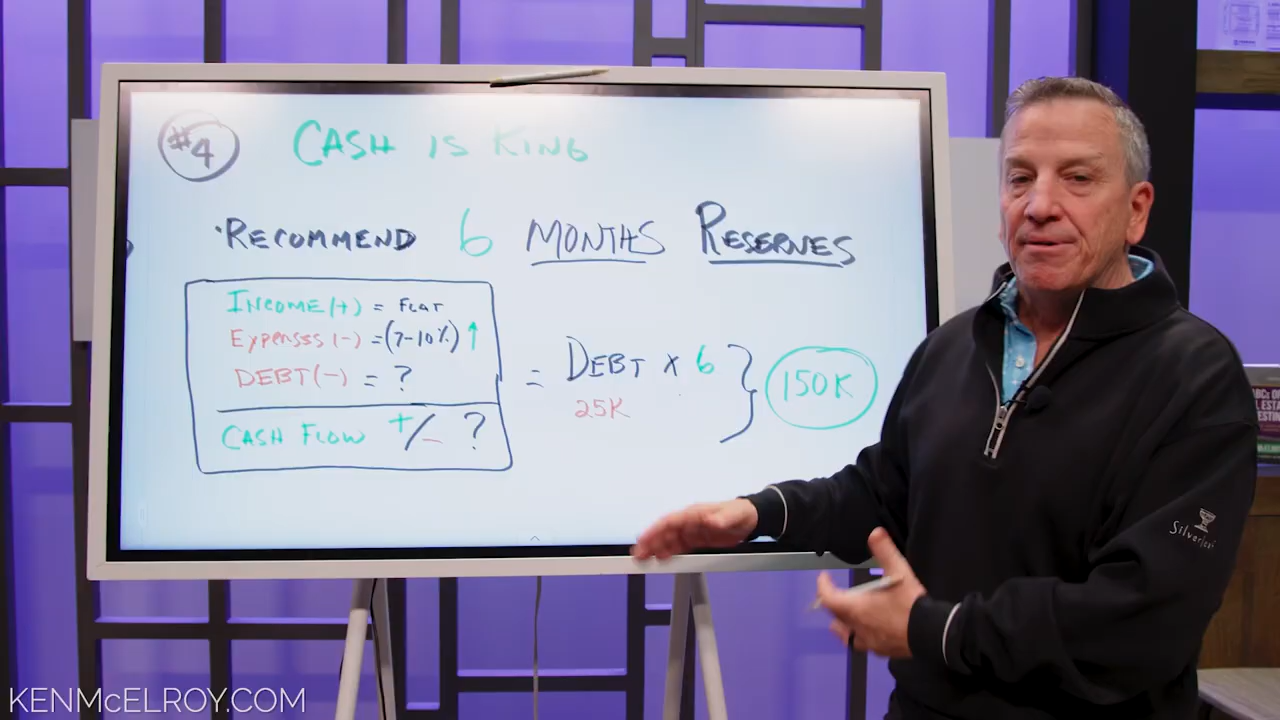 #4
CASH IS KING
·RECOMMEND 6 MONTHS RESERVES
INCOME (+) = FLAT
EXPENSES (-) = (7-10%) ↑
DEBT (-) = ?
CASH FLOW +/- ?
= DEBT x 6 } 150K
25K
KENMCELROY.COM